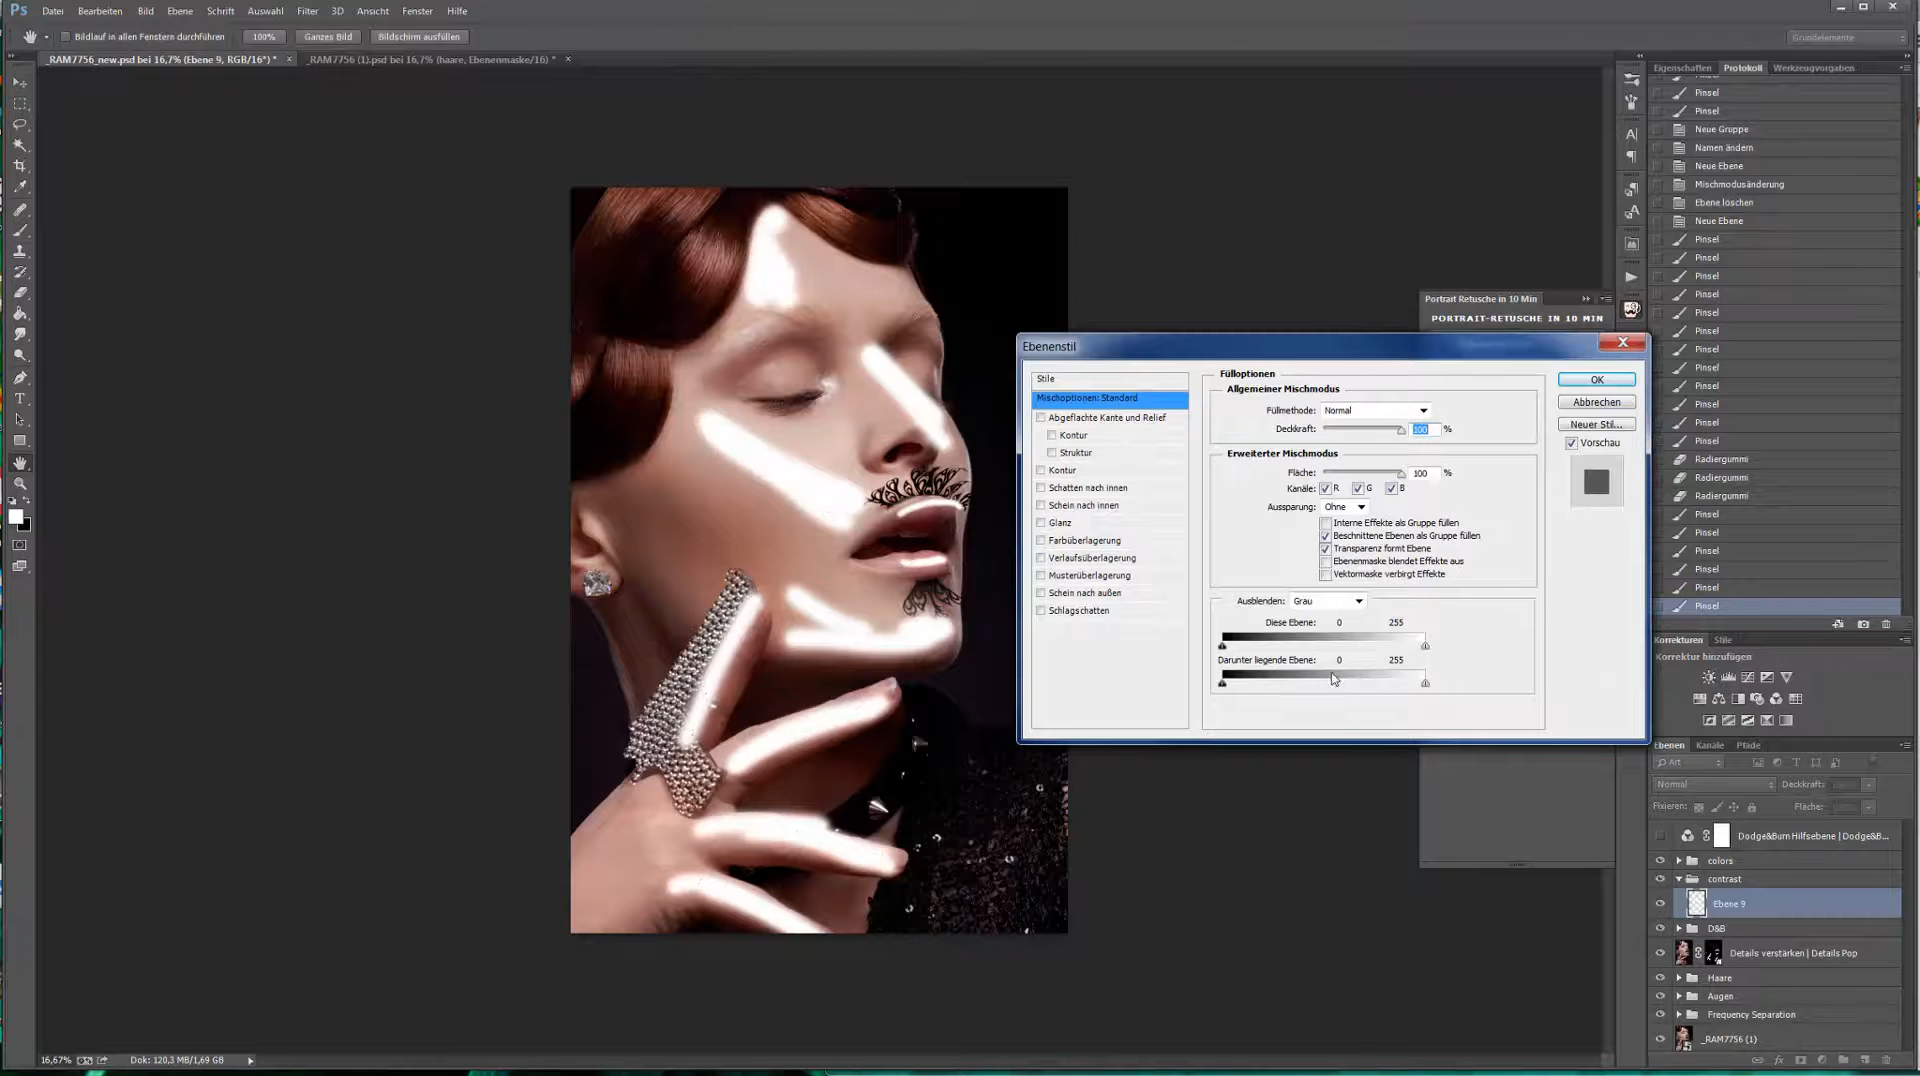 Ps Datei Bearbeiten Bild Ebene Schrift Auswahl Filter 3D Ansicht Fenster Hilfe
Bildlauf in allen Fenstern durchführen 100% Ganzes Bild Bildschirm ausfüllen Grundelemente
_RAM7756_new.psd bei 16,7% (Ebene 9, RGB/16*) * × _RAM7756 (1).psd bei 16,7% (haare, Ebenenmaske/16) * ×
Eigenschaften Protokoll Werkzeugvorgaben
Pinsel
Pinsel
Neue Gruppe
Namen ändern
Neue Ebene
Mischmodusänderung
Ebene löschen
Neue Ebene
Pinsel
Pinsel
Pinsel
Pinsel
Pinsel
Pinsel
Pinsel
Pinsel
Pinsel
Pinsel
Pinsel
Pinsel
Radiergummi
Radiergummi
Radiergummi
Pinsel
Pinsel
Pinsel
Pinsel
Pinsel
Pinsel
Portrait Retusche in 10 Min
PORTRAIT-RETUSCHE IN 10 MIN
Ebenenstil
Stile
Mischoptionen: Standard
Abgeflachte Kante und Relief
Kontur
Struktur
Kontur
Schatten nach innen
Schein nach innen
Glanz
Farbüberlagerung
Verlaufsüberlagerung
Musterüberlagerung
Schein nach außen
Schlagschatten
Fülloptionen
Allgemeiner Mischmodus
Füllmethode: Normal
Deckkraft: 100 %
Erweiterter Mischmodus
Fläche: 100 %
Kanäle: R G B
Aussparung: Ohne
Interne Effekte als Gruppe füllen
Beschnittene Ebenen als Gruppe füllen
Transparenz formt Ebene
Ebenenmaske blendet Effekte aus
Vektormaske verbirgt Effekte
Ausblenden: Grau
Diese Ebene: 0 255
Darunter liegende Ebene: 0 255
OK
Abbrechen
Neuer Stil...
Vorschau
Korrekturen Stile
Korrektur hinzufügen
Ebenen Kanäle Pfade
Art
Normal Deckkraft:
Fixieren: Fläche:
Dodge&Burn Hilfsebene | Dodge&B...
colors
contrast
Ebene 9
D&B
Details verstärken | Details Pop
Haare
Augen
Frequency Separation
_RAM7756 (1)
16,67% Dok: 120,3 MB/1,69 GB